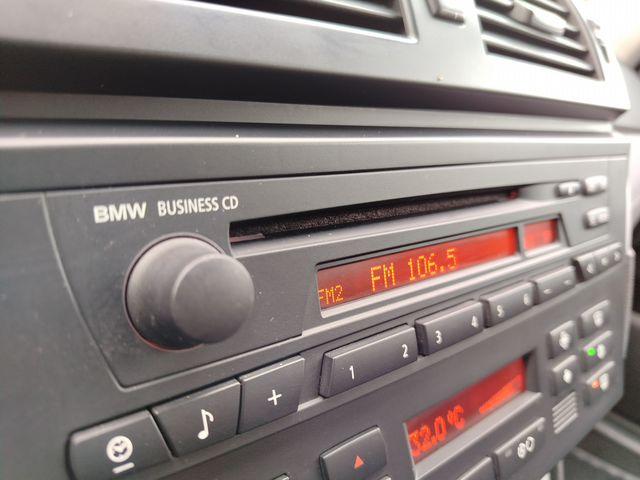 BMW BUSINESS CD
FM 106.5
FM2
1 2 3 4 5 6
+
32.0°C